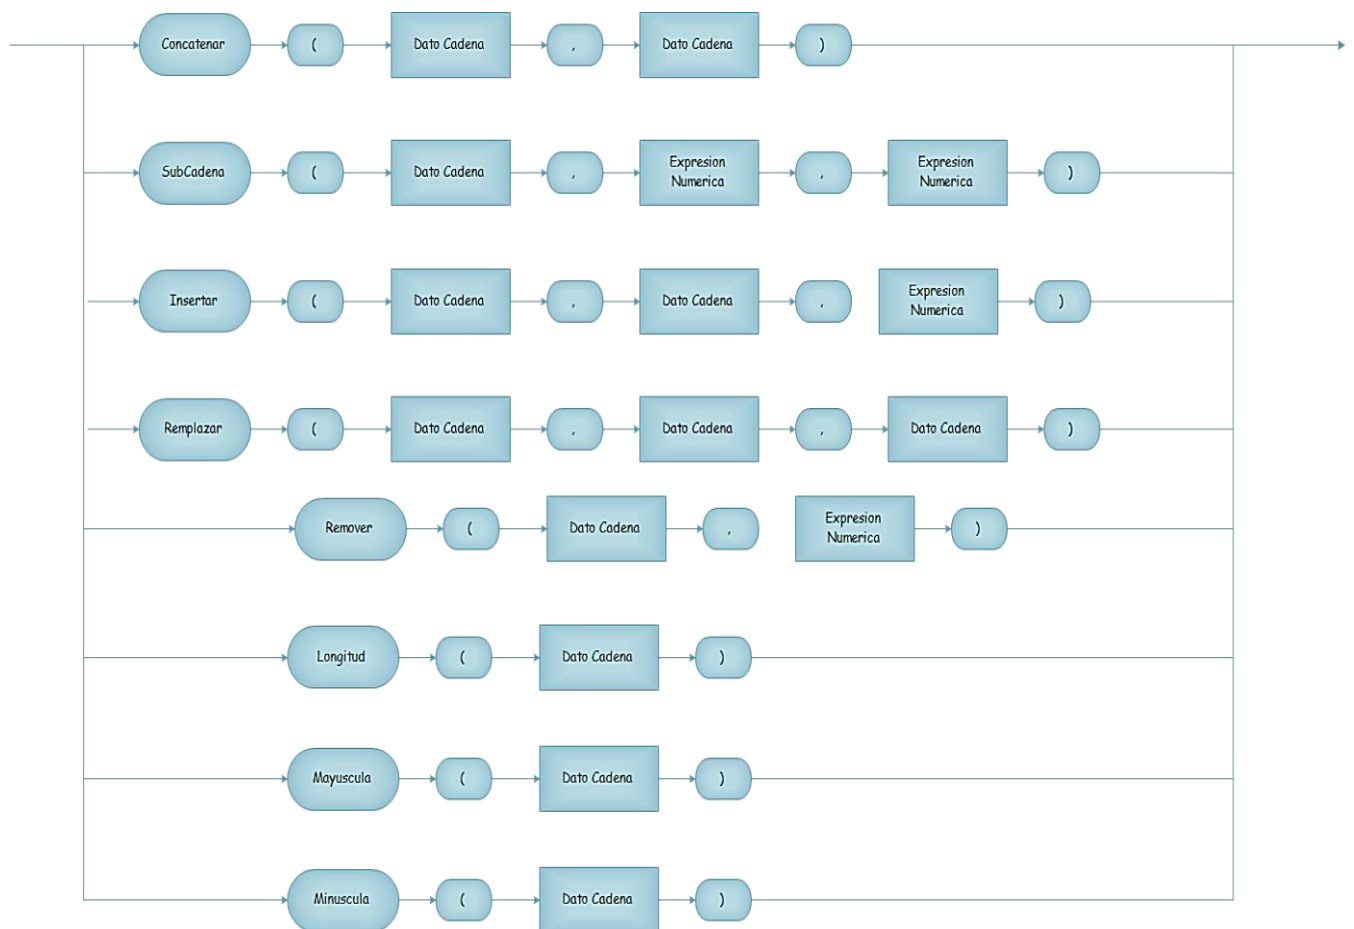 Concatenar ( Dato Cadena , Dato Cadena )
SubCadena ( Dato Cadena , Expresion Numerica , Expresion Numerica )
Insertar ( Dato Cadena , Dato Cadena , Expresion Numerica )
Remplazar ( Dato Cadena , Dato Cadena , Dato Cadena )
Remover ( Dato Cadena , Expresion Numerica )
Longitud ( Dato Cadena )
Mayuscula ( Dato Cadena )
Minuscula ( Dato Cadena )